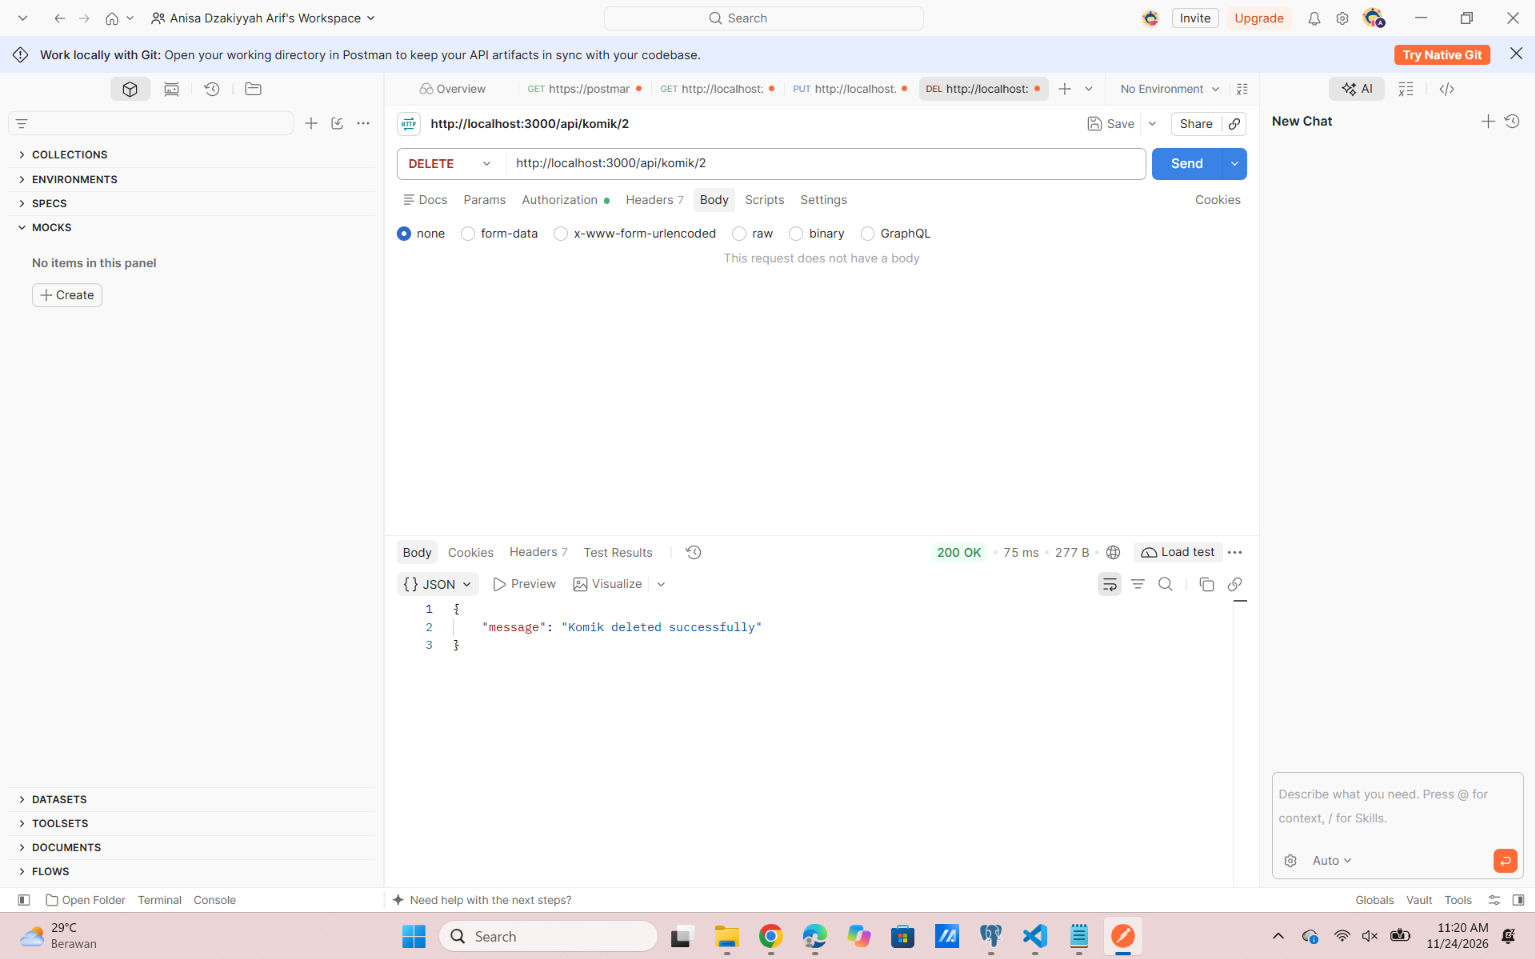 Anisa Dzakiyyah Arif's Workspace
Search
Invite
Upgrade
Work locally with Git: Open your working directory in Postman to keep your API artifacts in sync with your codebase.
Try Native Git
Overview
GET https://postmar
GET http://localhost:
PUT http://localhost.
DEL http://localhost:
No Environment
AI
HTTP
http://localhost:3000/api/komik/2
Save
Share
New Chat
COLLECTIONS
ENVIRONMENTS
SPECS
MOCKS
No items in this panel
Create
DELETE
http://localhost:3000/api/komik/2
Send
Docs
Params
Authorization
Headers 7
Body
Scripts
Settings
Cookies
none
form-data
x-www-form-urlencoded
raw
binary
GraphQL
This request does not have a body
Body
Cookies
Headers 7
Test Results
200 OK
75 ms
277 B
Load test
{} JSON
Preview
Visualize
1 {
2 "message": "Komik deleted successfully"
3 }
DATASETS
TOOLSETS
DOCUMENTS
FLOWS
Describe what you need. Press @ for
context, / for Skills.
Auto
Open Folder
Terminal
Console
Need help with the next steps?
Globals
Vault
Tools
29°C
Berawan
Search
11:20 AM
11/24/2026